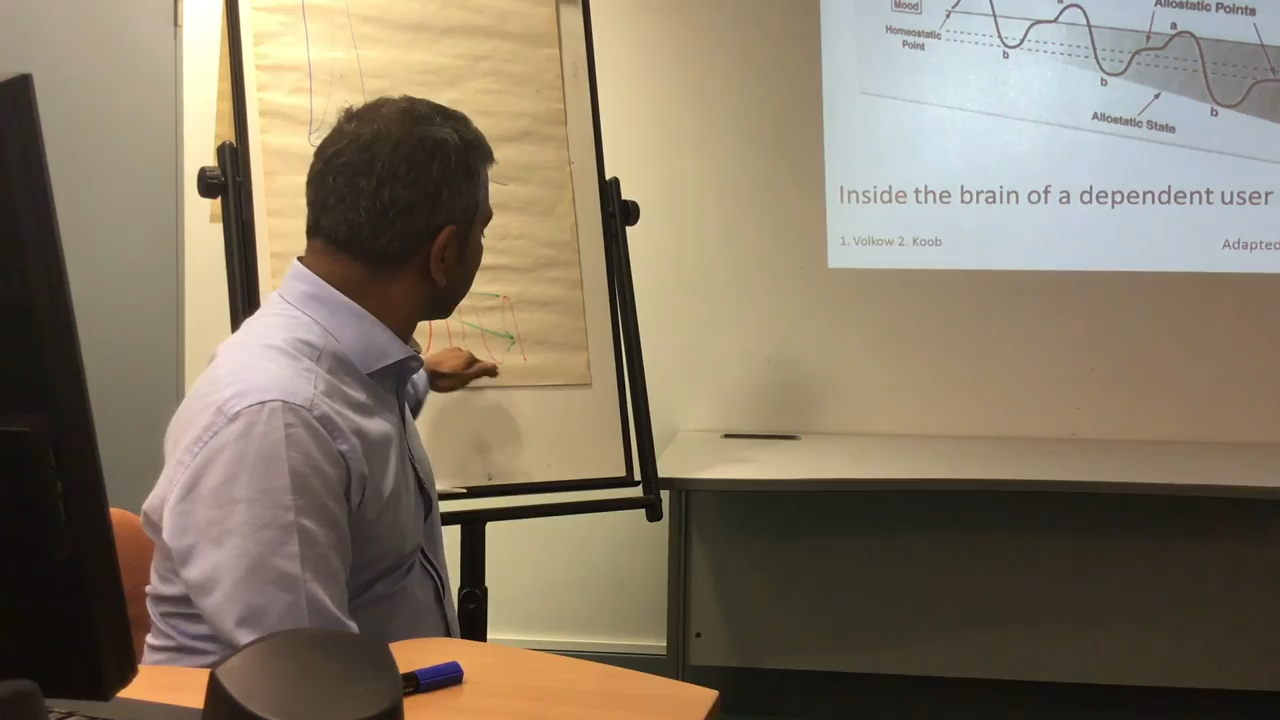 Mood
Allostatic Points
a
a
Homeostatic
Point
b
b
b
Allostatic State
Inside the brain of a dependent user
1. Volkow 2. Koob
Adapted